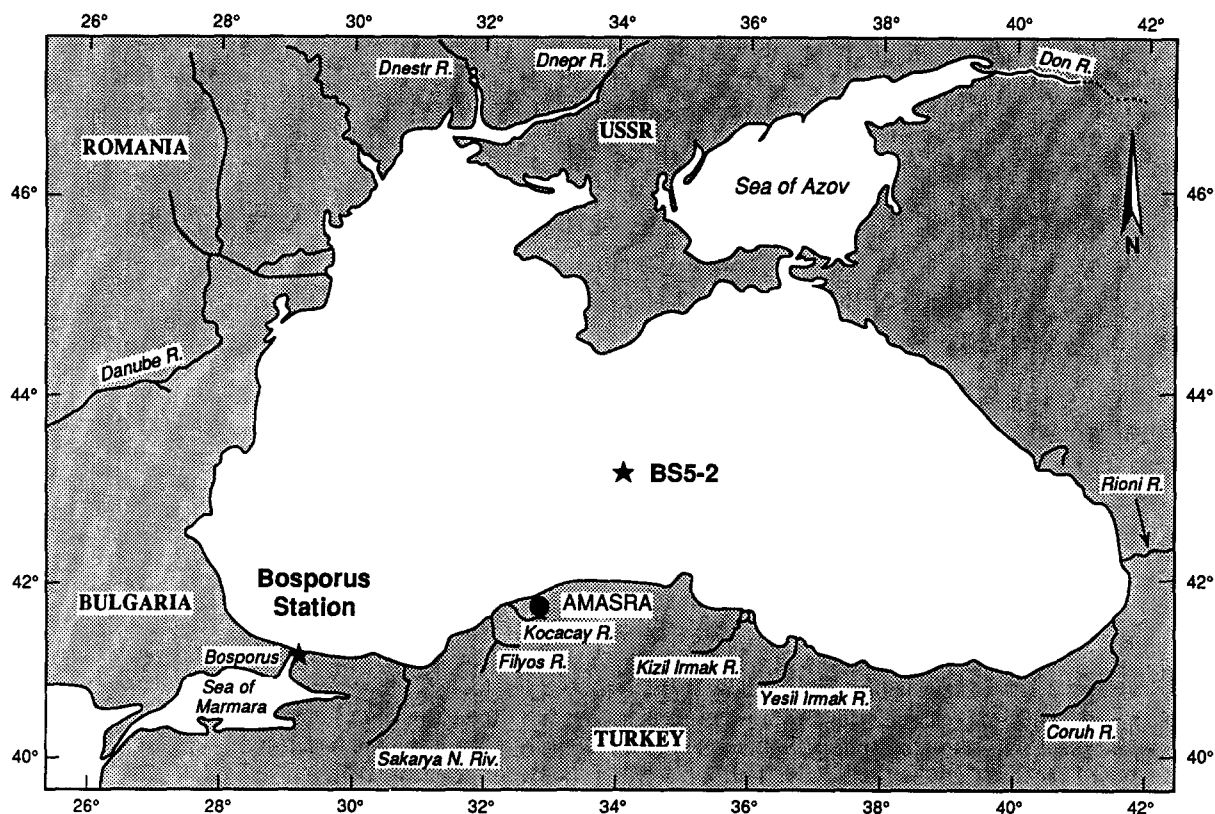 26° 28° 30° 32° 34° 36° 38° 40° 42°
Dnestr R.
Dnepr R.
Don R.
ROMANIA
USSR
46°
Sea of Azov
46°
N
Danube R.
44°
44°
BS5-2
Rioni R.
42°
Bosporus
Station
42°
BULGARIA
AMASRA
Kocacay R.
Bosporus
Filyos R.
Kizil Irmak R.
Sea of
Marmara
Yesil Irmak R.
Coruh R.
TURKEY
40°
Sakarya N. Riv.
40°
26° 28° 30° 32° 34° 36° 38° 40° 42°